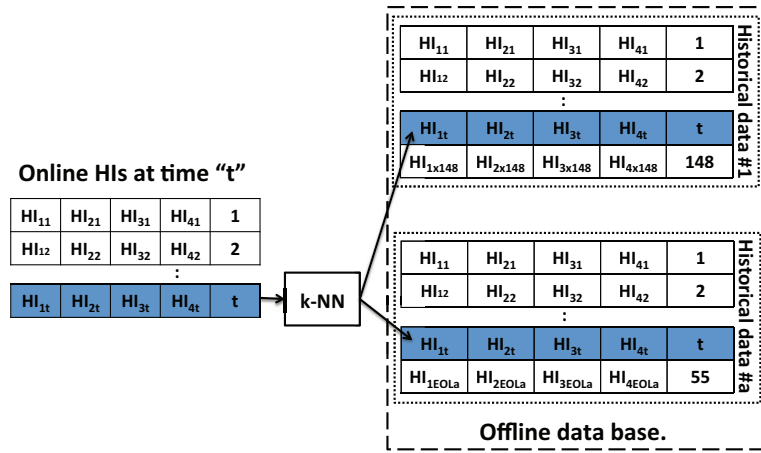 HI11 HI21 HI31 HI41 1
HI12 HI22 HI32 HI42 2
:
HI1t HI2t HI3t HI4t t
HI1x148 HI2x148 HI3x148 HI4x148 148
Historical data #1
Online HIs at time “t”
HI11 HI21 HI31 HI41 1
HI12 HI22 HI32 HI42 2
:
HI1t HI2t HI3t HI4t t
k-NN
HI11 HI21 HI31 HI41 1
HI12 HI22 HI32 HI42 2
:
HI1t HI2t HI3t HI4t t
HI1EOLa HI2EOLa HI3EOLa HI4EOLa 55
Historical data #a
Offline data base.